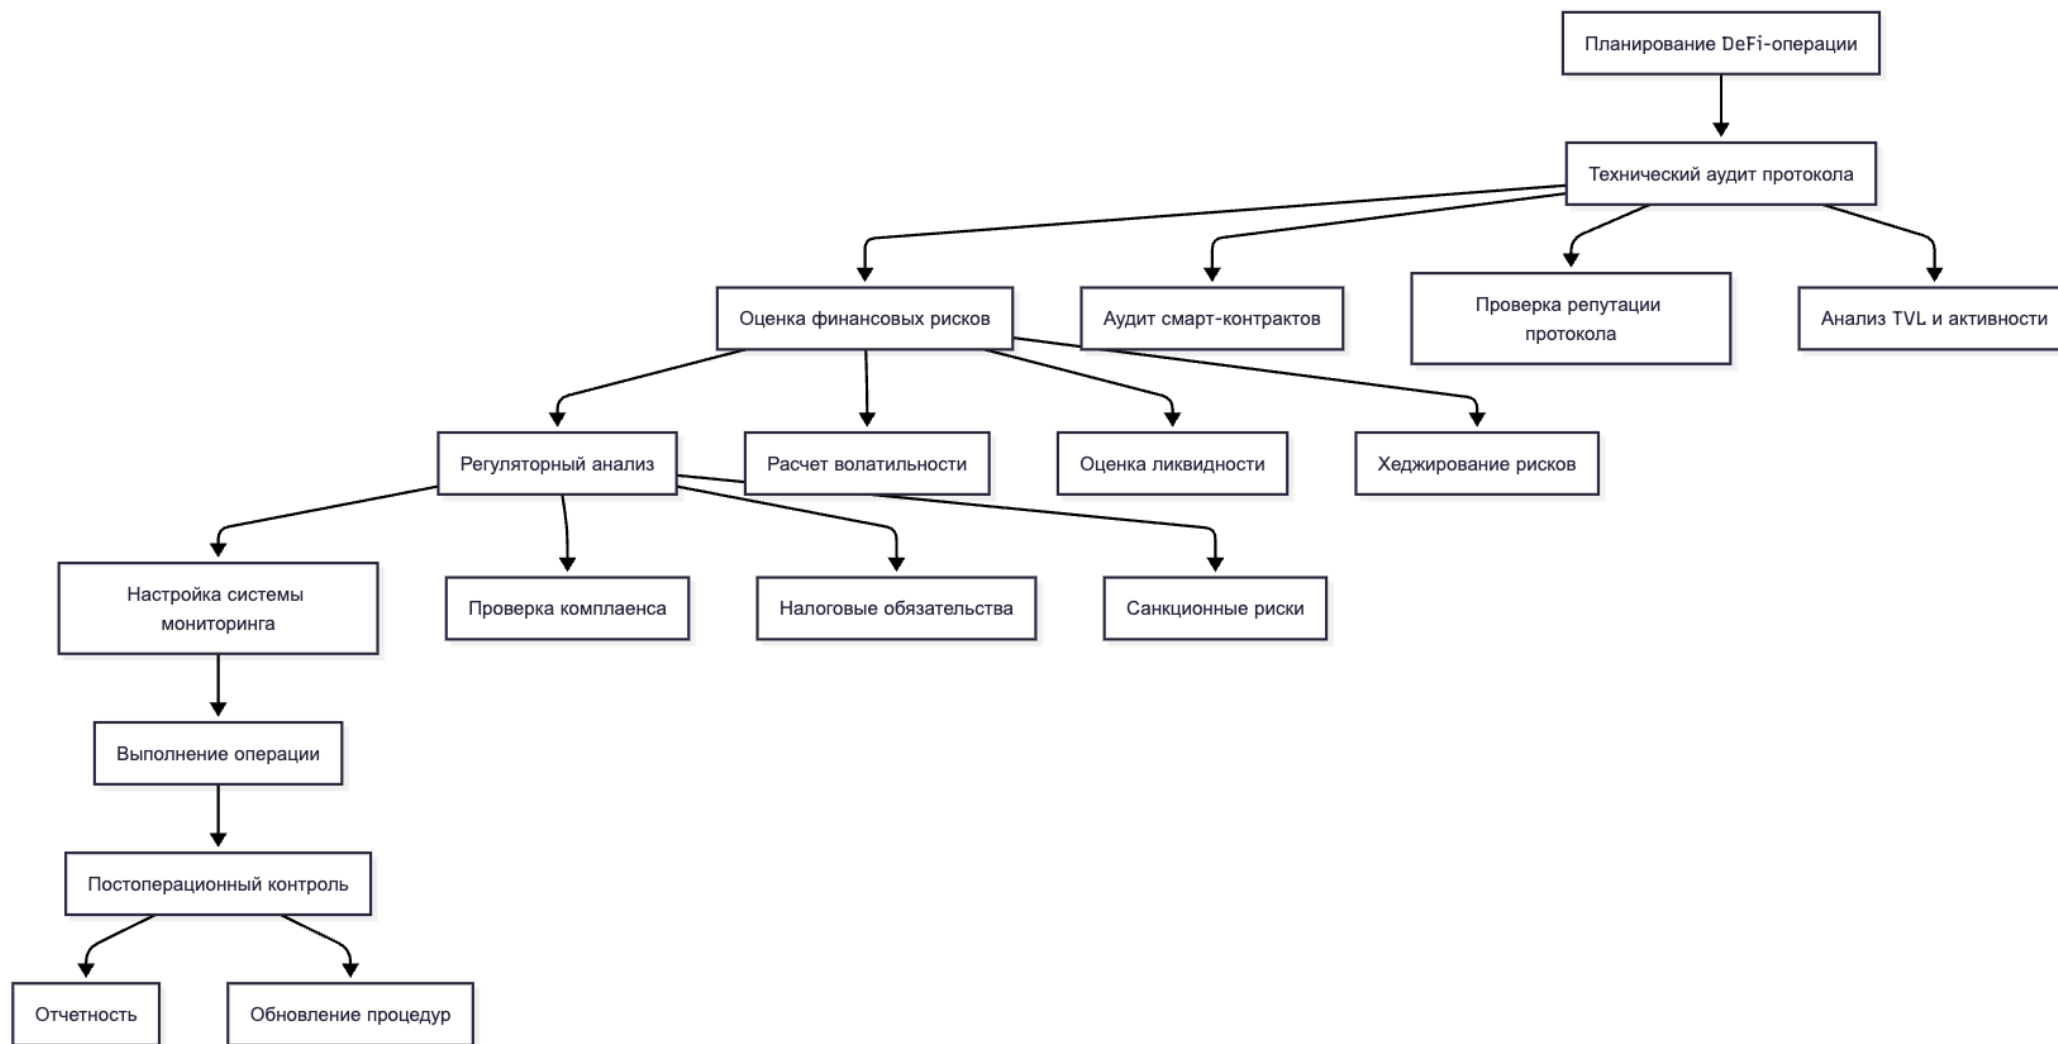 Планирование DeFi-операции
Технический аудит протокола
Оценка финансовых рисков
Аудит смарт-контрактов
Проверка репутации
протокола
Анализ TVL и активности
Регуляторный анализ
Расчет волатильности
Оценка ликвидности
Хеджирование рисков
Настройка системы
мониторинга
Проверка комплаенса
Налоговые обязательства
Санкционные риски
Выполнение операции
Постоперационный контроль
Отчетность
Обновление процедур